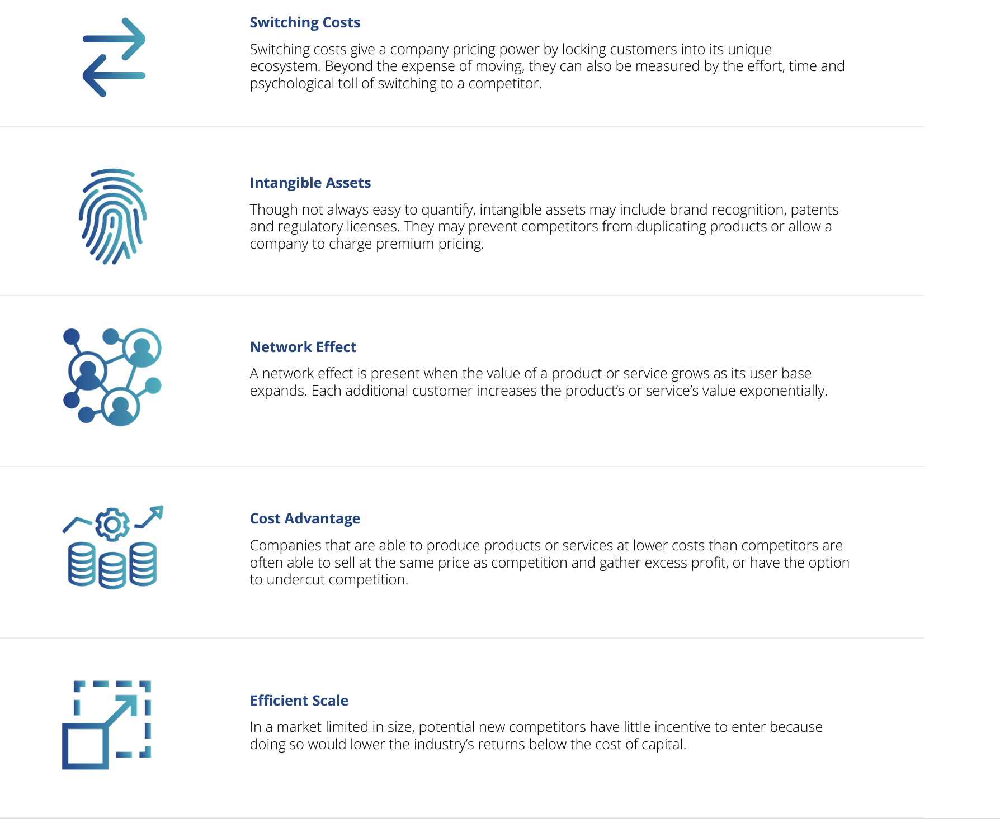 Switching Costs
Switching costs give a company pricing power by locking customers into its unique
ecosystem. Beyond the expense of moving, they can also be measured by the effort, time and
psychological toll of switching to a competitor.
Intangible Assets
Though not always easy to quantify, intangible assets may include brand recognition, patents
and regulatory licenses. They may prevent competitors from duplicating products or allow a
company to charge premium pricing.
Network Effect
A network effect is present when the value of a product or service grows as its user base
expands. Each additional customer increases the product’s or service’s value exponentially.
Cost Advantage
Companies that are able to produce products or services at lower costs than competitors are
often able to sell at the same price as competition and gather excess profit, or have the option
to undercut competition.
Efficient Scale
In a market limited in size, potential new competitors have little incentive to enter because
doing so would lower the industry’s returns below the cost of capital.